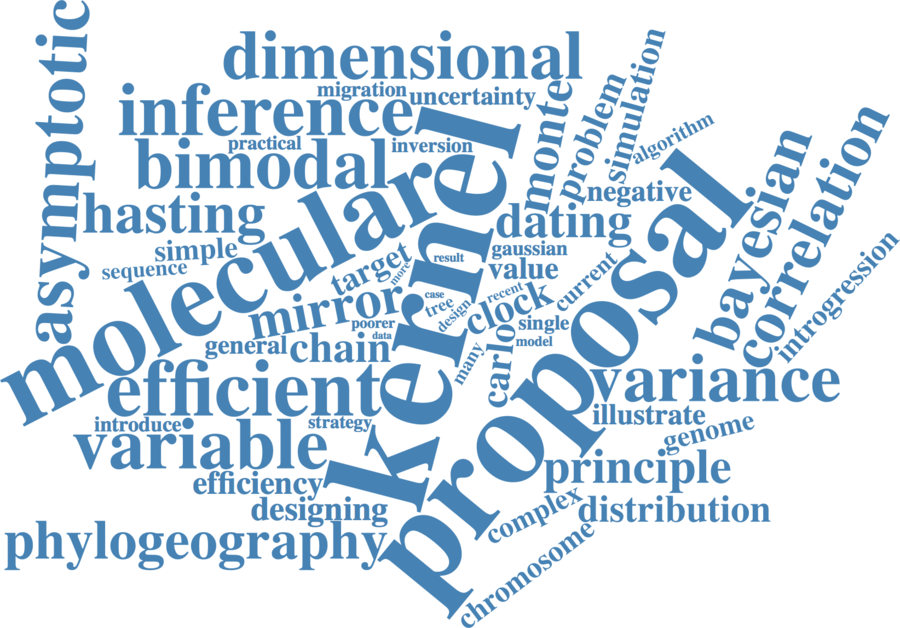 asymptotic
dimensional
migration
uncertainty
inference
practical
inversion
bimodal
hasting
simple
sequence
molecular
kernel
monte
problem
simulation
algorithm
negative
dating
gaussian
value
result
target
more
mirror
case
tree
recent
design
clock
current
poorer
data
single
model
general
chain
many
carlo
proposal
bayesian
correlation
introgression
efficient
variance
introduce
strategy
illustrate
variable
genome
efficiency
principle
designing
complex
distribution
phylogeography
chromosome